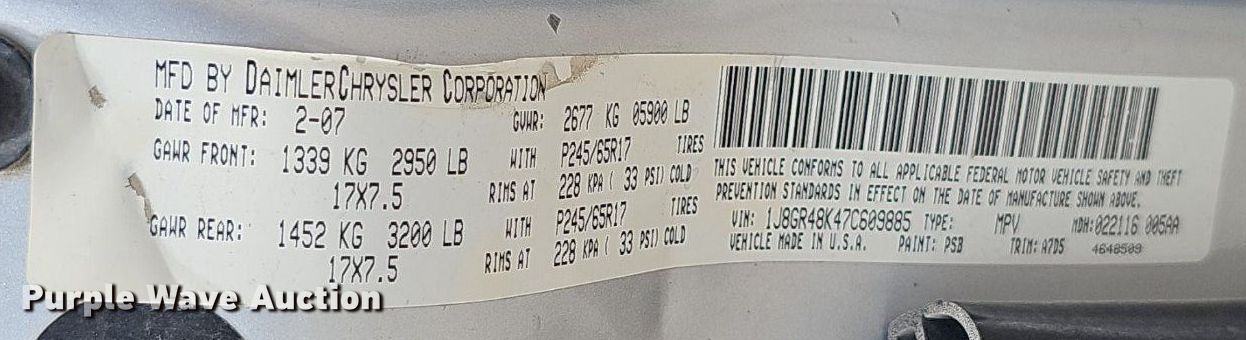 MFD BY DAIMLERCHRYSLER CORPORATION
DATE OF MFR: 2-07 GVWR: 2677 KG 05900 LB
GAWR FRONT: 1339 KG 2950 LB WITH P245/65R17 TIRES
17X7.5 RIMS AT 228 KPA ( 33 PSI) COLD
GAWR REAR: 1452 KG 3200 LB WITH P245/65R17 TIRES
17X7.5 RIMS AT 228 KPA ( 33 PSI) COLD
THIS VEHICLE CONFORMS TO ALL APPLICABLE FEDERAL MOTOR VEHICLE SAFETY AND THEFT
PREVENTION STANDARDS IN EFFECT ON THE DATE OF MANUFACTURE SHOWN ABOVE.
VIN: 1J8GR48K47C609885 TYPE: MPV MDH:022116 005AA
VEHICLE MADE IN U.S.A. PAINT: PSB TRIM: A7D5 4648509
Purple Wave Auction